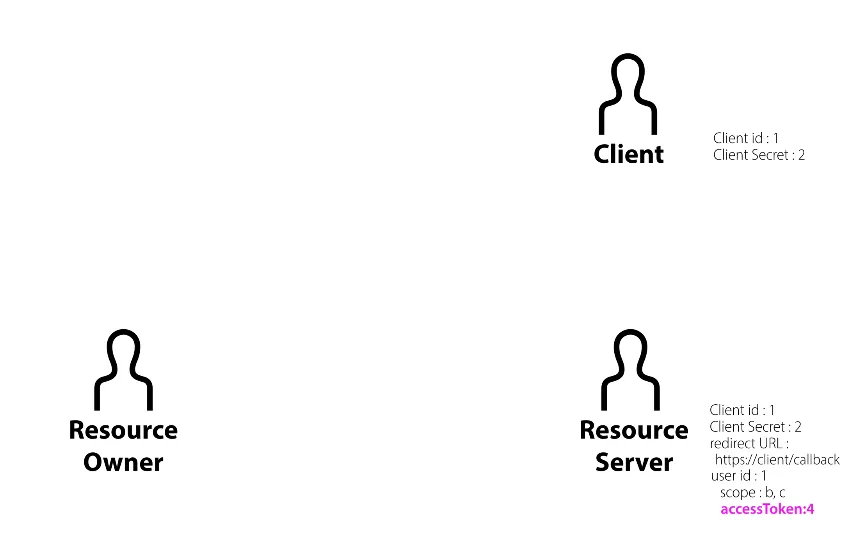 Client
Client id : 1
Client Secret : 2
Resource
Owner
Resource
Server
Client id : 1
Client Secret : 2
redirect URL :
https://client/callback
user id : 1
scope : b, c
accessToken:4